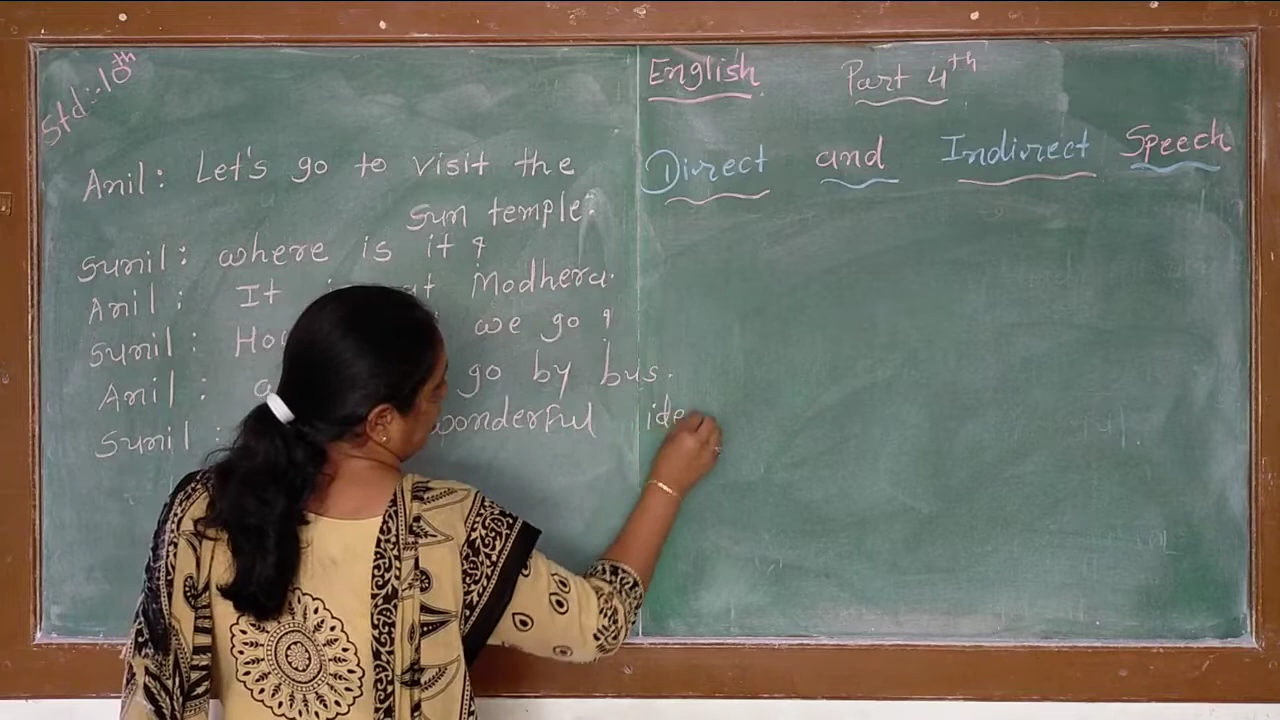 Std:-10th
Anil: Let's go to visit the
sun temple.
Sunil: where is it ?
Anil: It at Modhera.
Sunil: we go ?
Anil: go by bus.
Sunil: wonderful ide
English Part 4th
Direct and Indirect Speech